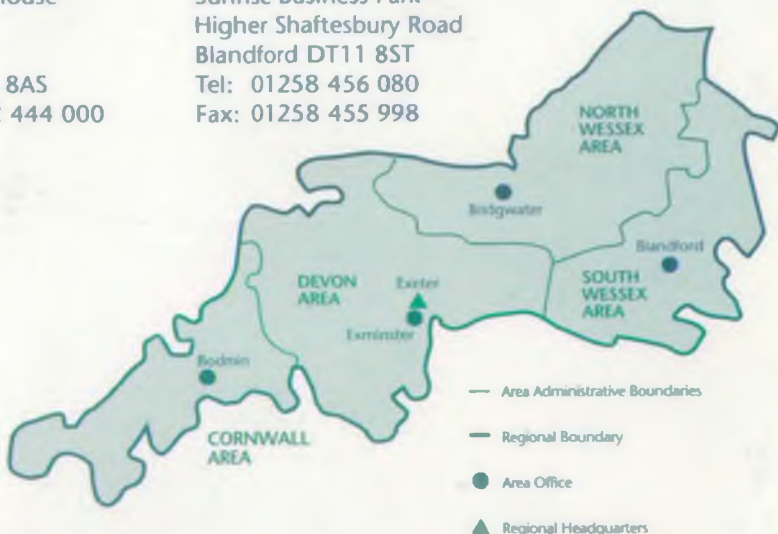 Higher Shaftesbury Road
Blandford DT11 8ST
8AS
Tel: 01258 456 080
444 000
Fax: 01258 455 998
NORTH
WESSEX
AREA
Bridgwater
Blandford
DEVON
AREA
Exeter
SOUTH
WESSEX
AREA
Exminster
Bodmin
Area Administrative Boundaries
CORNWALL
AREA
Regional Boundary
Area Office
Regional Headquarters